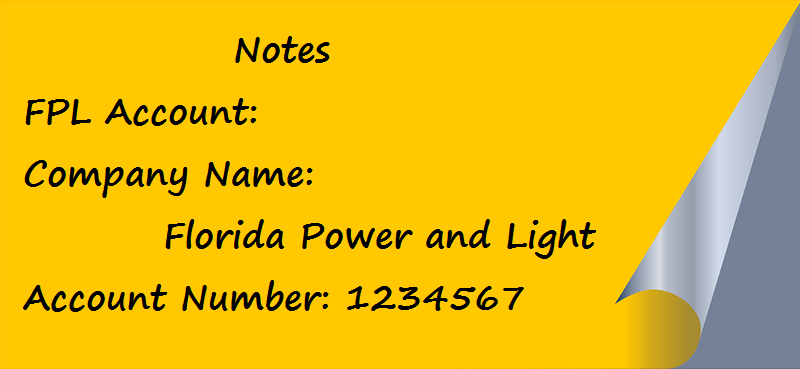 Notes
FPL Account:
Company Name:
Florida Power and Light
Account Number: 1234567